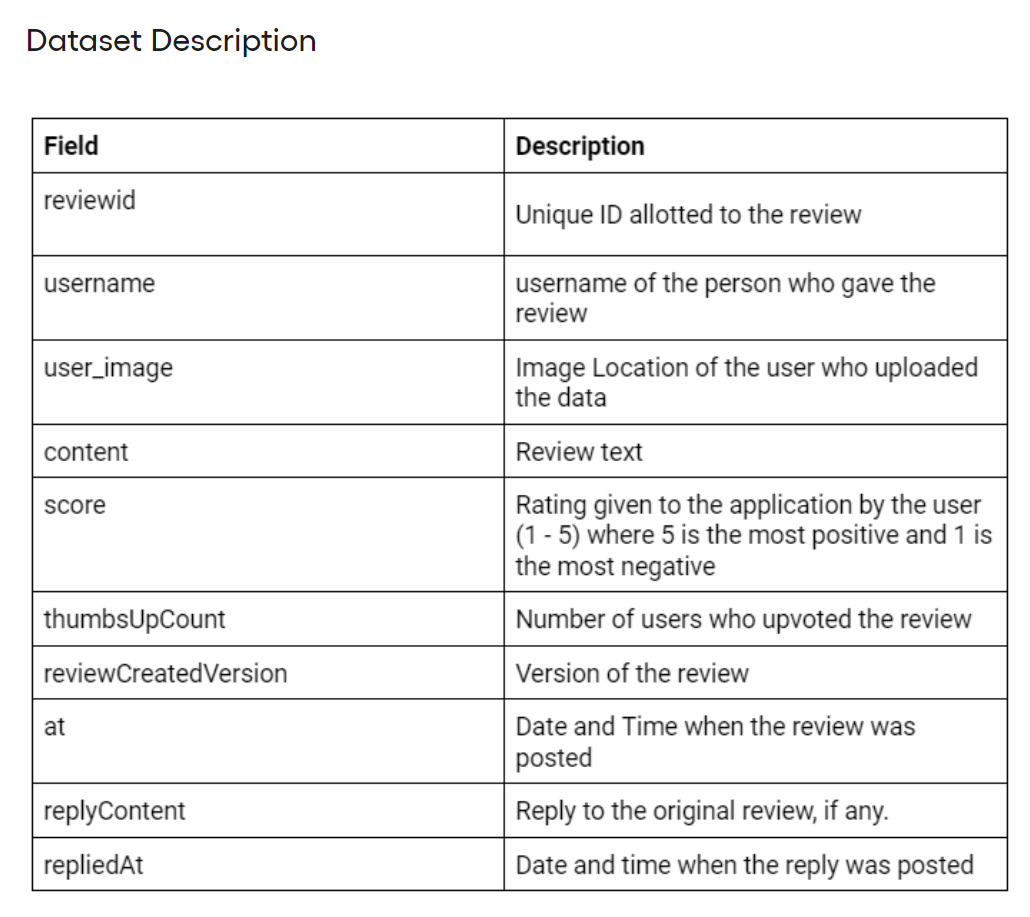 Dataset Description
Field
Description
reviewid
Unique ID allotted to the review
username
username of the person who gave the
review
user_image
Image Location of the user who uploaded
the data
content
Review text
score
Rating given to the application by the user
(1 - 5) where 5 is the most positive and 1 is
the most negative
thumbsUpCount
Number of users who upvoted the review
reviewCreatedVersion
Version of the review
at
Date and Time when the review was
posted
replyContent
Reply to the original review, if any.
repliedAt
Date and time when the reply was posted